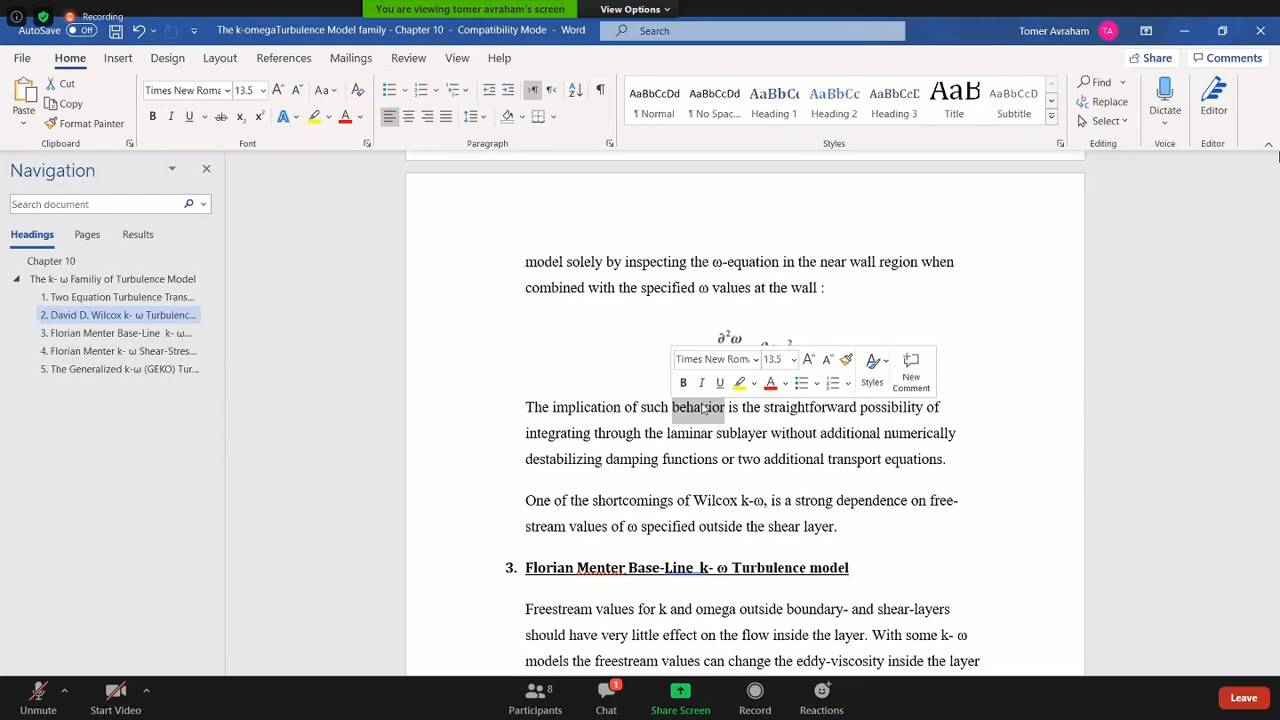 Recording
You are viewing tomer avraham's screen
View Options
AutoSave Off
The k-omegaTurbulence Model family - Chapter 10 - Compatibility Mode - Word
Search
Tomer Avraham TA
File Home Insert Design Layout References Mailings Review View Help
Share Comments
Paste
Cut
Copy
Format Painter
Clipboard
Times New Roma 13.5
Font
Paragraph
AaBbCcDd AaBbCcDd AaBbCc AaBbCcC AaBbCcD AaB AaBbCcDd
¶ Normal ¶ No Spac... Heading 1 Heading 2 Heading 3 Title Subtitle
Styles
Find
Replace
Select
Editing
Dictate
Voice
Editor
Editor
Navigation
Search document
Headings Pages Results
Chapter 10
The k- ω Familiy of Turbulence Model
1. Two Equation Turbulence Trans...
2. David D. Wilcox k- ω Turbulenc...
3. Florian Menter Base-Line k- ω...
4. Florian Menter k- ω Shear-Stres...
5. The Generalized k-ω (GEKO) Tur...
model solely by inspecting the ω-equation in the near wall region when
combined with the specified ω values at the wall :
∂²ω
Times New Rom 13.5
Styles
New
Comment
B I U
The implication of such behavior is the straightforward possibility of
integrating through the laminar sublayer without additional numerically
destabilizing damping functions or two additional transport equations.
One of the shortcomings of Wilcox k-ω, is a strong dependence on free-
stream values of ω specified outside the shear layer.
3. Florian Menter Base-Line k- ω Turbulence model
Freestream values for k and omega outside boundary- and shear-layers
should have very little effect on the flow inside the layer. With some k- ω
models the freestream values can change the eddy-viscosity inside the layer
Unmute
Start Video
Participants 8
Chat 1
Share Screen
Record
Reactions
Leave